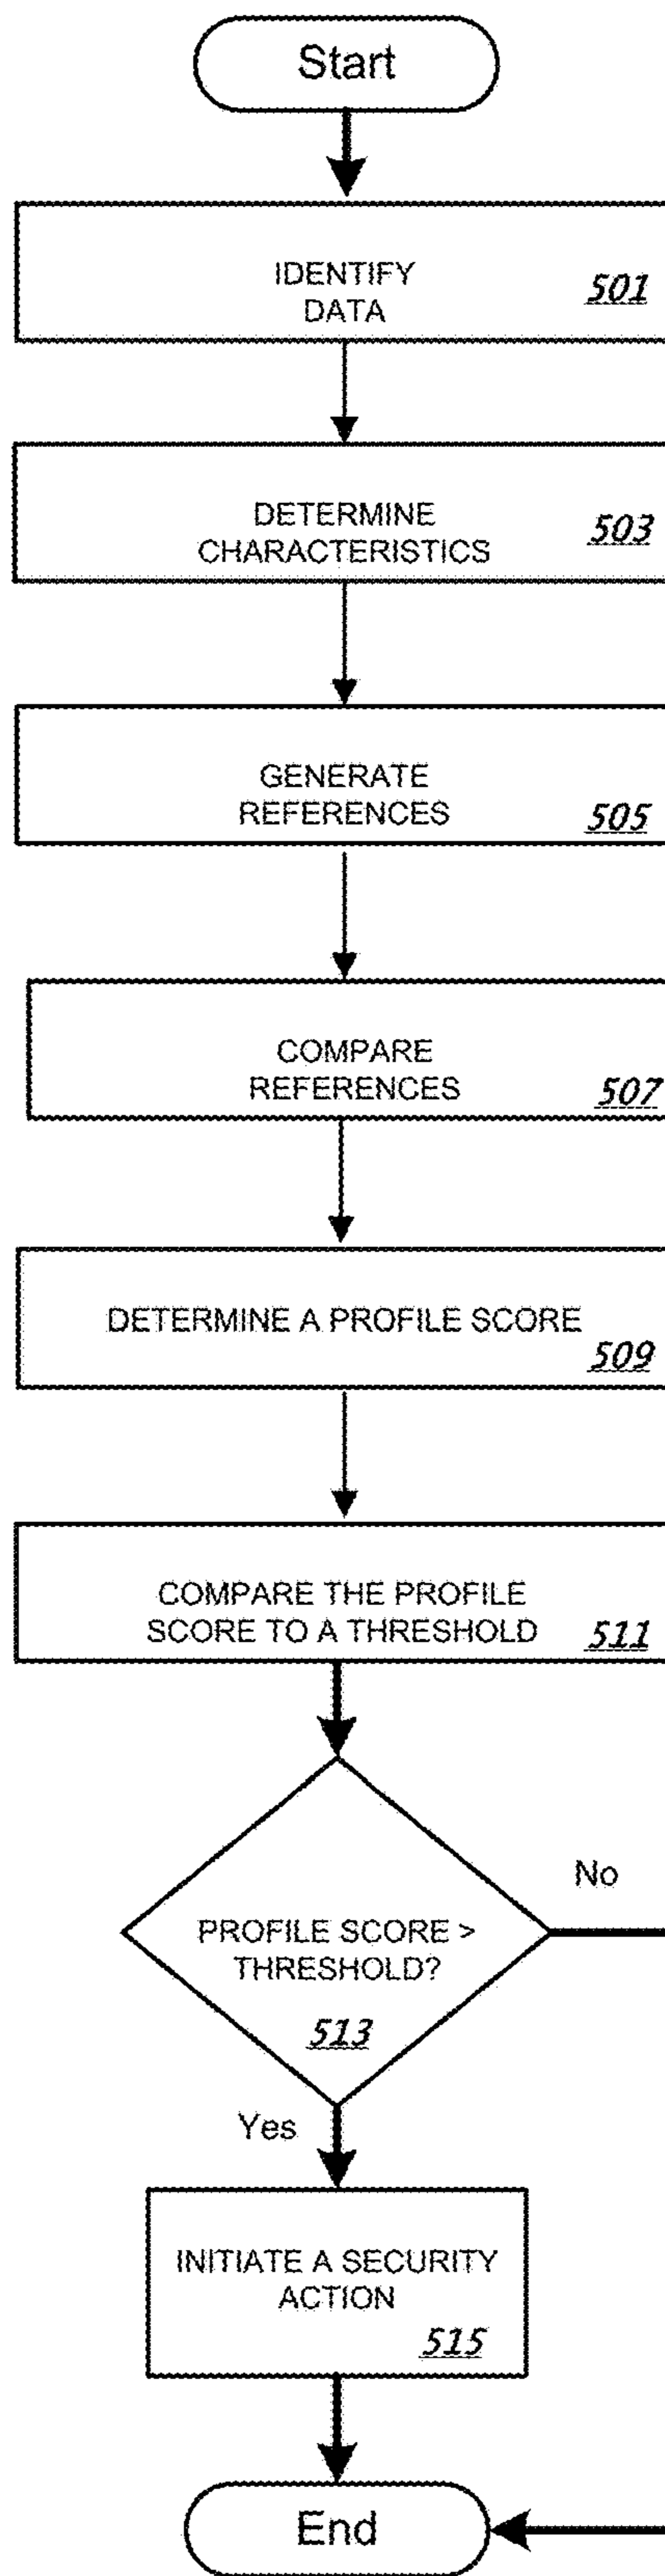 Start
IDENTIFY
DATA
501
DETERMINE
CHARACTERISTICS
503
GENERATE
REFERENCES
505
COMPARE
REFERENCES
507
DETERMINE A PROFILE SCORE
509
COMPARE THE PROFILE
SCORE TO A THRESHOLD
511
No
PROFILE SCORE >
THRESHOLD?
513
Yes
INITIATE A SECURITY
ACTION
515
End